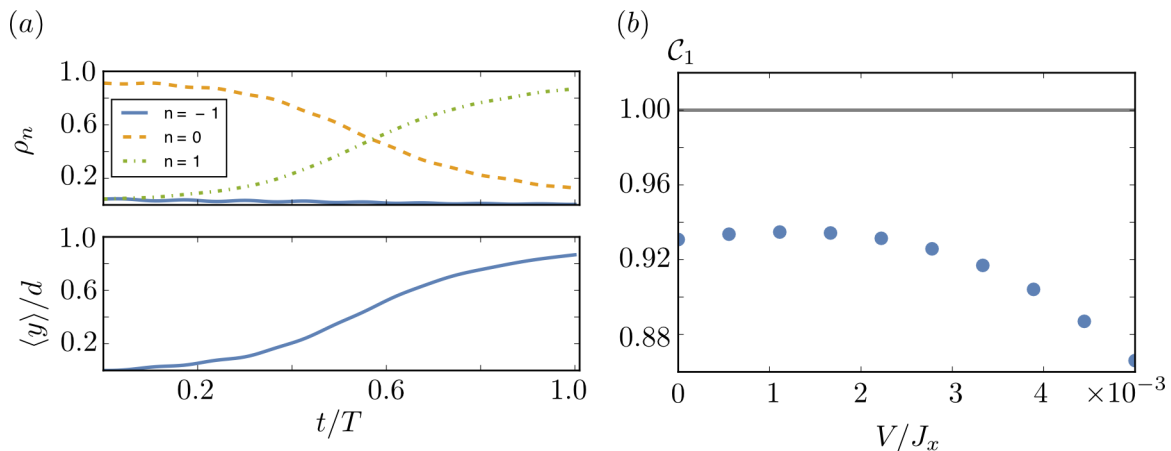 (a)
1.0
0.6
0.2
ρₙ
n = − 1
n = 0
n = 1
1.0
0.6
0.2
⟨y⟩/d
0.2
0.6
1.0
t/T
(b)
𝒞₁
1.00
0.96
0.92
0.88
0
1
2
3
4
×10⁻³
V/Jₓ